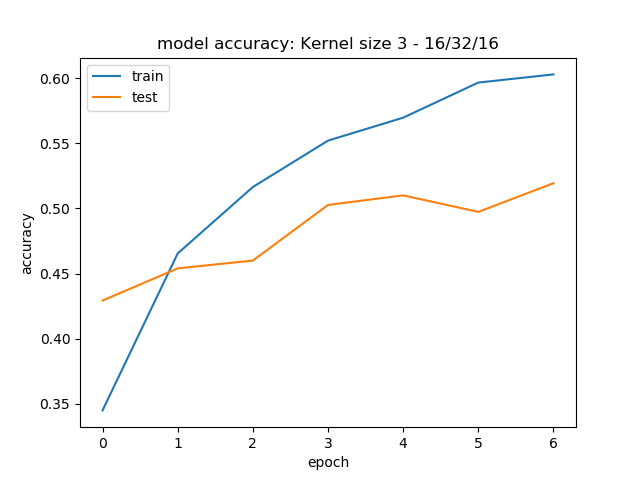 model accuracy: Kernel size 3 - 16/32/16
train
test
0.60
0.55
0.50
0.45
0.40
0.35
accuracy
0 1 2 3 4 5 6
epoch